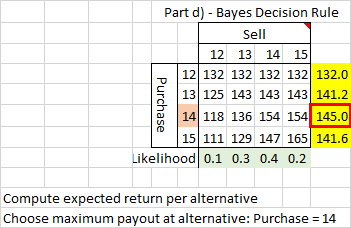 Part d) - Bayes Decision Rule
Sell
12 13 14 15
Purchase
12 132 132 132 132 132.0
13 125 143 143 143 141.2
14 118 136 154 154 145.0
15 111 129 147 165 141.6
Likelihood 0.1 0.3 0.4 0.2
Compute expected return per alternative
Choose maximum payout at alternative: Purchase = 14